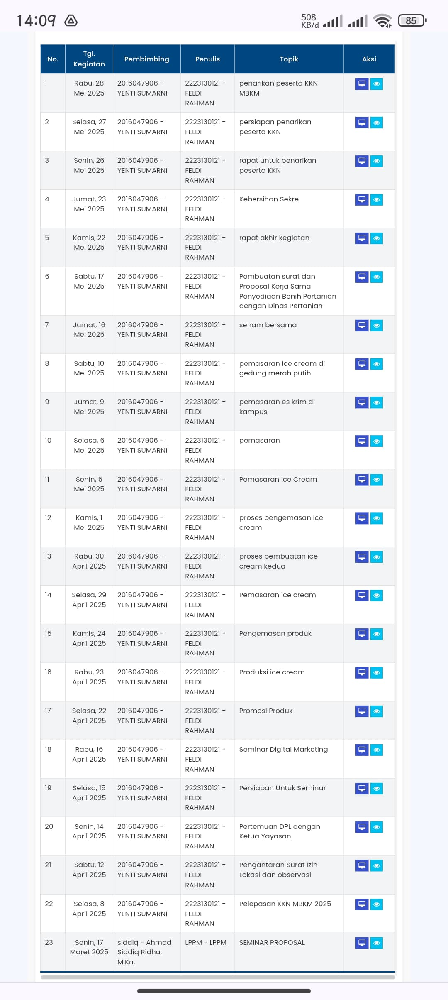 14:09
508
KB/d
85
No.
Tgl.
Kegiatan
Pembimbing
Penulis
Topik
Aksi
1
Rabu, 28
Mei 2025
2016047906 -
YENTI SUMARNI
2223130121 -
FELDI
RAHMAN
penarikan peserta KKN
MBKM
2
Selasa, 27
Mei 2025
2016047906 -
YENTI SUMARNI
2223130121 -
FELDI
RAHMAN
persiapan penarikan
peserta KKN
3
Senin, 26
Mei 2025
2016047906 -
YENTI SUMARNI
2223130121 -
FELDI
RAHMAN
rapat untuk penarikan
peserta KKN
4
Jumat, 23
Mei 2025
2016047906 -
YENTI SUMARNI
2223130121 -
FELDI
RAHMAN
Kebersihan Sekre
5
Kamis, 22
Mei 2025
2016047906 -
YENTI SUMARNI
2223130121 -
FELDI
RAHMAN
rapat akhir kegiatan
6
Sabtu, 17
Mei 2025
2016047906 -
YENTI SUMARNI
2223130121 -
FELDI
RAHMAN
Pembuatan surat dan
Proposal Kerja Sama
Penyediaan Benih Pertanian
dengan Dinas Pertanian
7
Jumat, 16
Mei 2025
2016047906 -
YENTI SUMARNI
2223130121 -
FELDI
RAHMAN
senam bersama
8
Sabtu, 10
Mei 2025
2016047906 -
YENTI SUMARNI
2223130121 -
FELDI
RAHMAN
pemasaran ice cream di
gedung merah putih
9
Jumat, 9
Mei 2025
2016047906 -
YENTI SUMARNI
2223130121 -
FELDI
RAHMAN
pemasaran es krim di
kampus
10
Selasa, 6
Mei 2025
2016047906 -
YENTI SUMARNI
2223130121 -
FELDI
RAHMAN
pemasaran
11
Senin, 5
Mei 2025
2016047906 -
YENTI SUMARNI
2223130121 -
FELDI
RAHMAN
Pemasaran Ice Cream
12
Kamis, 1
Mei 2025
2016047906 -
YENTI SUMARNI
2223130121 -
FELDI
RAHMAN
proses pengemasan ice
cream
13
Rabu, 30
April 2025
2016047906 -
YENTI SUMARNI
2223130121 -
FELDI
RAHMAN
proses pembuatan ice
cream kedua
14
Selasa, 29
April 2025
2016047906 -
YENTI SUMARNI
2223130121 -
FELDI
RAHMAN
Pemasaran ice cream
15
Kamis, 24
April 2025
2016047906 -
YENTI SUMARNI
2223130121 -
FELDI
RAHMAN
Pengemasan produk
16
Rabu, 23
April 2025
2016047906 -
YENTI SUMARNI
2223130121 -
FELDI
RAHMAN
Produksi ice cream
17
Selasa, 22
April 2025
2016047906 -
YENTI SUMARNI
2223130121 -
FELDI
RAHMAN
Promosi Produk
18
Rabu, 16
April 2025
2016047906 -
YENTI SUMARNI
2223130121 -
FELDI
RAHMAN
Seminar Digital Marketing
19
Selasa, 15
April 2025
2016047906 -
YENTI SUMARNI
2223130121 -
FELDI
RAHMAN
Persiapan Untuk Seminar
20
Senin, 14
April 2025
2016047906 -
YENTI SUMARNI
2223130121 -
FELDI
RAHMAN
Pertemuan DPL dengan
Ketua Yayasan
21
Sabtu, 12
April 2025
2016047906 -
YENTI SUMARNI
2223130121 -
FELDI
RAHMAN
Pengantaran Surat Izin
Lokasi dan observasi
22
Selasa, 8
April 2025
2016047906 -
YENTI SUMARNI
2223130121 -
FELDI
RAHMAN
Pelepasan KKN MBKM 2025
23
Senin, 17
Maret 2025
siddiq - Ahmad
Siddiq Ridha,
M.Kn.
LPPM - LPPM
SEMINAR PROPOSAL